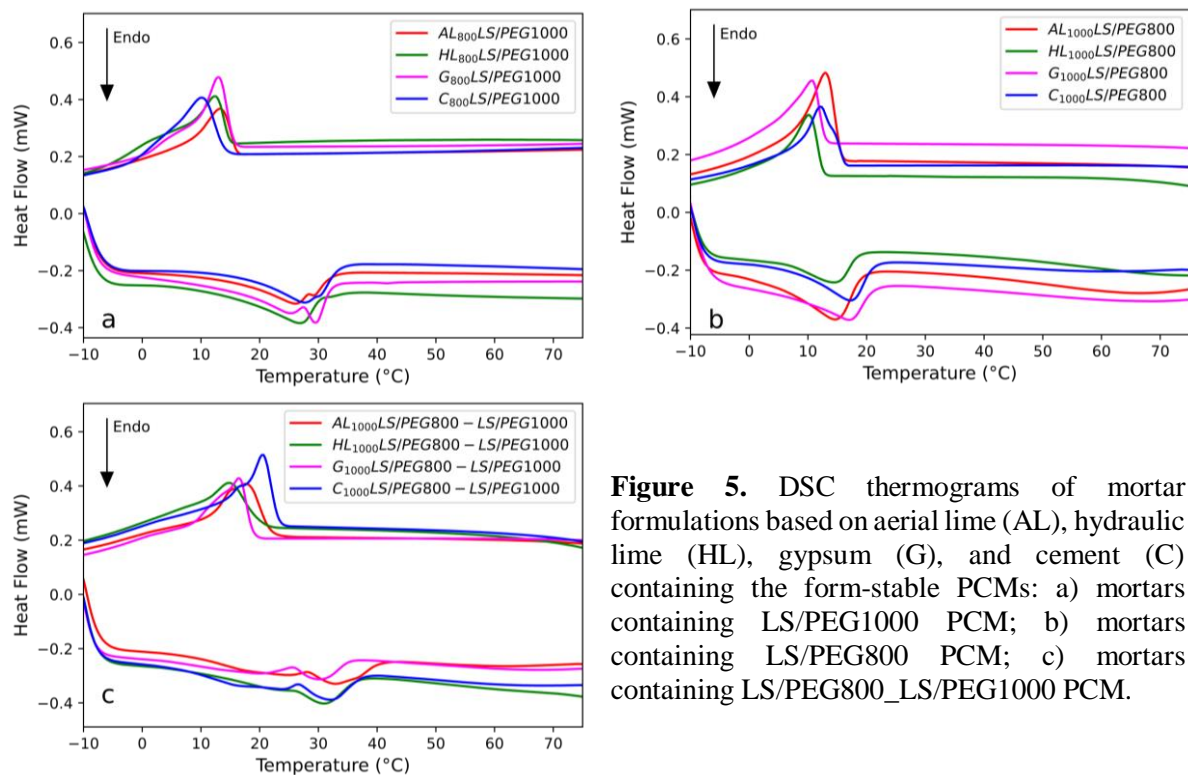 0.6
0.4
0.2
0.0
−0.2
−0.4
Heat Flow (mW)
Endo
AL800LS/PEG1000
HL800LS/PEG1000
G800LS/PEG1000
C800LS/PEG1000
a
−10 0 10 20 30 40 50 60 70
Temperature (°C)
0.6
0.4
0.2
0.0
−0.2
−0.4
Heat Flow (mW)
Endo
AL1000LS/PEG800
HL1000LS/PEG800
G1000LS/PEG800
C1000LS/PEG800
b
−10 0 10 20 30 40 50 60 70
Temperature (°C)
0.6
0.4
0.2
0.0
−0.2
−0.4
Heat Flow (mW)
Endo
AL1000LS/PEG800 − LS/PEG1000
HL1000LS/PEG800 − LS/PEG1000
G1000LS/PEG800 − LS/PEG1000
C1000LS/PEG800 − LS/PEG1000
c
−10 0 10 20 30 40 50 60 70
Temperature (°C)
Figure 5. DSC thermograms of mortar
formulations based on aerial lime (AL), hydraulic
lime (HL), gypsum (G), and cement (C)
containing the form-stable PCMs: a) mortars
containing LS/PEG1000 PCM; b) mortars
containing LS/PEG800 PCM; c) mortars
containing LS/PEG800_LS/PEG1000 PCM.